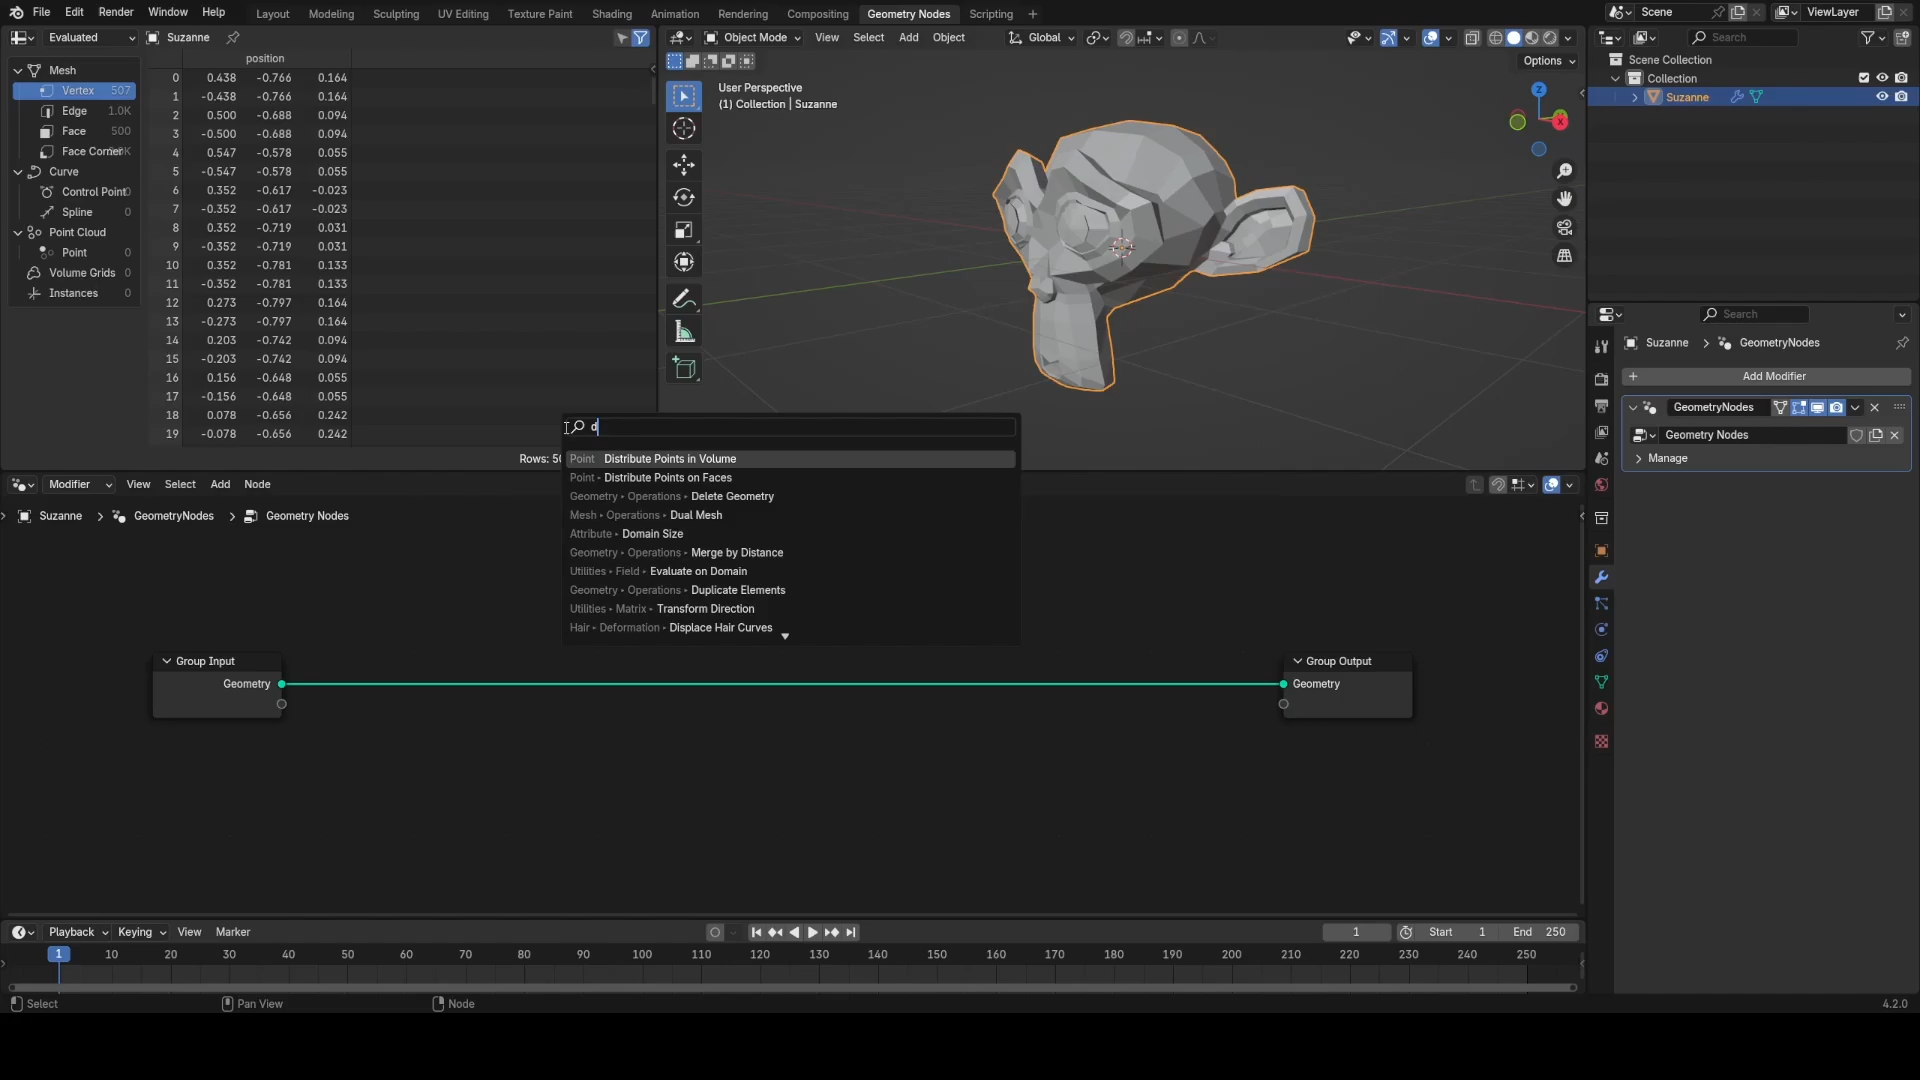 File Edit Render Window Help Layout Modeling Sculpting UV Editing Texture Paint Shading Animation Rendering Compositing Geometry Nodes Scripting + Scene ViewLayer
Evaluated Suzanne
Object Mode View Select Add Object Global
Search
position
Options
Mesh
Vertex 507
Edge 1.0K
Face 500
Face Corner
Curve
Control Point 0
Spline 0
Point Cloud
Point 0
Volume Grids 0
Instances 0
0 0.438 -0.766 0.164
1 -0.438 -0.766 0.164
2 0.500 -0.688 0.094
3 -0.500 -0.688 0.094
4 0.547 -0.578 0.055
5 -0.547 -0.578 0.055
6 0.352 -0.617 -0.023
7 -0.352 -0.617 -0.023
8 0.352 -0.719 0.031
9 -0.352 -0.719 0.031
10 0.352 -0.781 0.133
11 -0.352 -0.781 0.133
12 0.273 -0.797 0.164
13 -0.273 -0.797 0.164
14 0.203 -0.742 0.094
15 -0.203 -0.742 0.094
16 0.156 -0.648 0.055
17 -0.156 -0.648 0.055
18 0.078 -0.656 0.242
19 -0.078 -0.656 0.242
Rows: 50
User Perspective
(1) Collection | Suzanne
Z
X
Scene Collection
Collection
Suzanne
Search
Suzanne GeometryNodes
+ Add Modifier
GeometryNodes
Geometry Nodes
Manage
d
Point Distribute Points in Volume
Point Distribute Points on Faces
Geometry Operations Delete Geometry
Mesh Operations Dual Mesh
Attribute Domain Size
Geometry Operations Merge by Distance
Utilities Field Evaluate on Domain
Geometry Operations Duplicate Elements
Utilities Matrix Transform Direction
Hair Deformation Displace Hair Curves
Modifier View Select Add Node
Suzanne GeometryNodes Geometry Nodes
Group Input
Geometry
Group Output
Geometry
Playback Keying View Marker
1 Start 1 End 250
1 10 20 30 40 50 60 70 80 90 100 110 120 130 140 150 160 170 180 190 200 210 220 230 240 250
Select Pan View Node 4.2.0